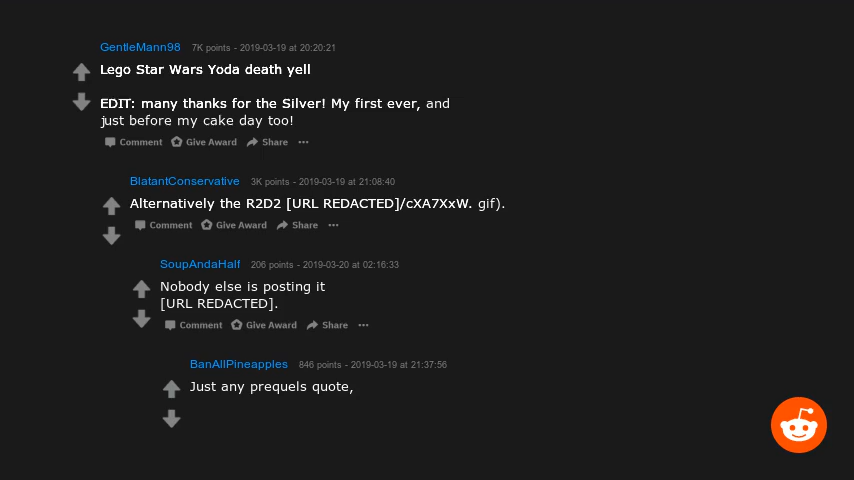 GentleMann98 7K points - 2019-03-19 at 20:20:21
Lego Star Wars Yoda death yell
EDIT: many thanks for the Silver! My first ever, and
just before my cake day too!
Comment Give Award Share ···
BlatantConservative 3K points - 2019-03-19 at 21:08:40
Alternatively the R2D2 [URL REDACTED]/cXA7XxW. gif).
Comment Give Award Share ···
SoupAndaHalf 206 points - 2019-03-20 at 02:16:33
Nobody else is posting it
[URL REDACTED].
Comment Give Award Share ···
BanAllPineapples 846 points - 2019-03-19 at 21:37:56
Just any prequels quote,